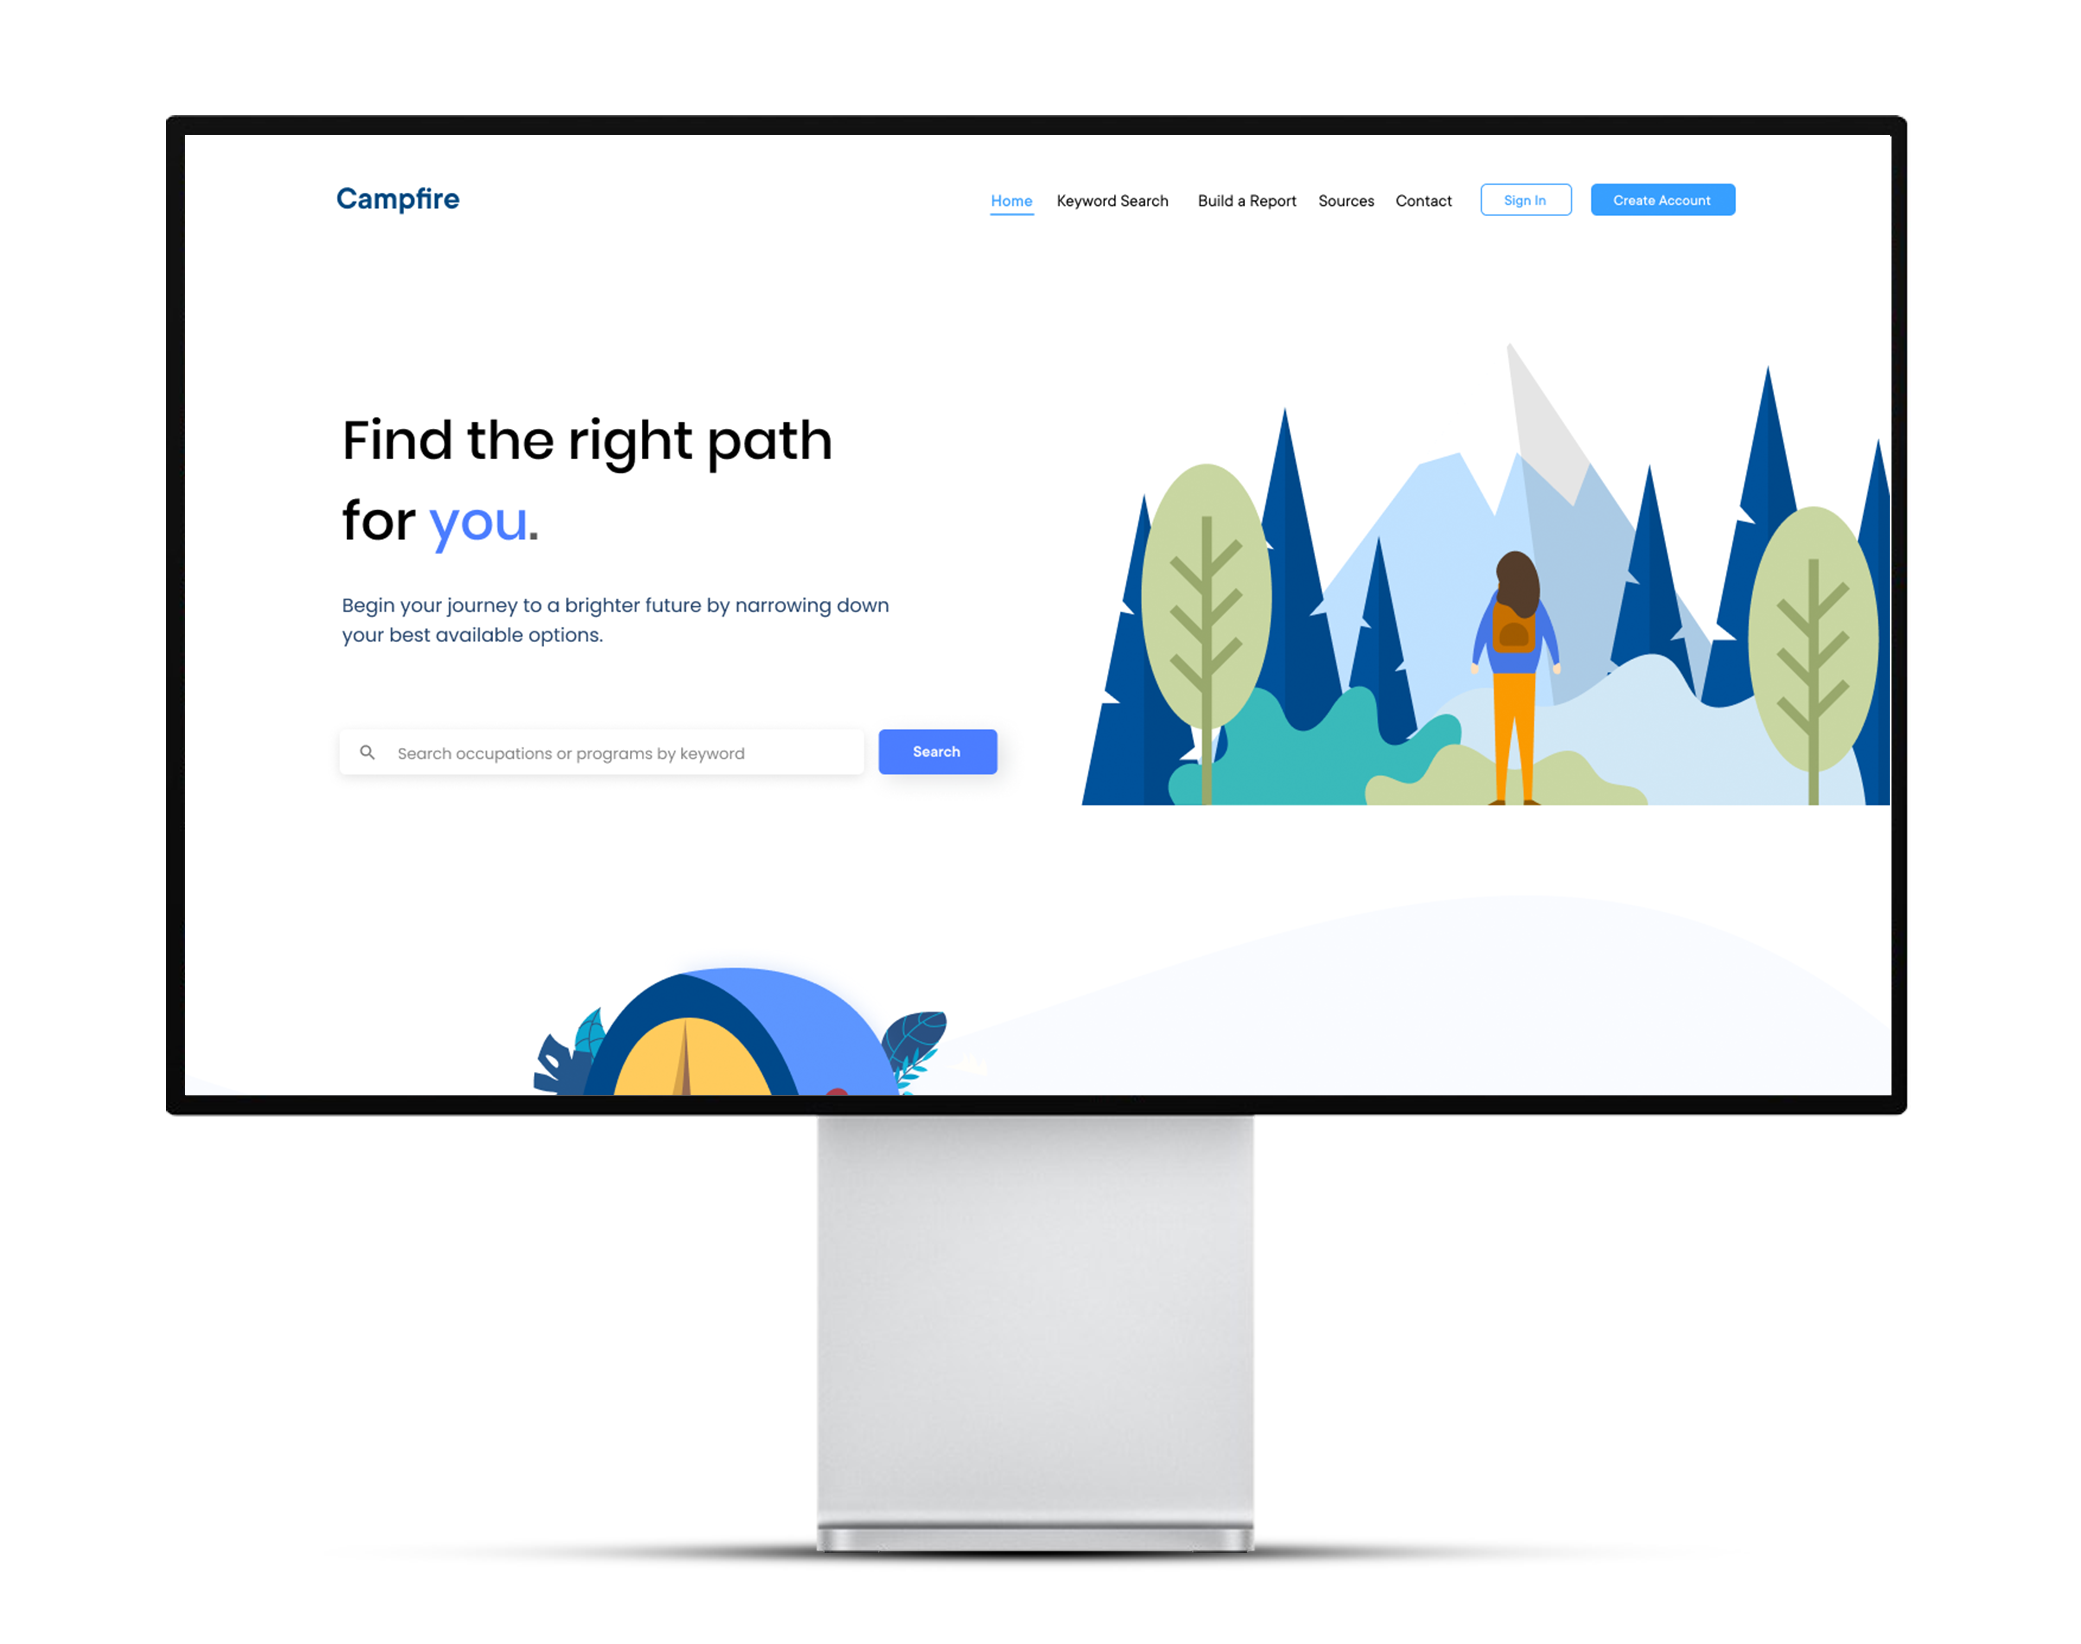 Campfire
Home Keyword Search Build a Report Sources Contact Sign In Create Account
Find the right path
for you.
Begin your journey to a brighter future by narrowing down
your best available options.
Search occupations or programs by keyword Search